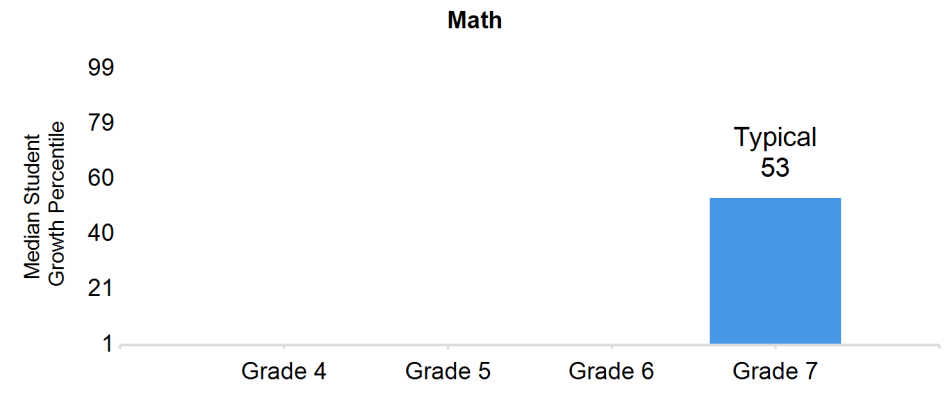 Math
Median Student
Growth Percentile
99
79
60
40
21
1
Typical
53
Grade 4
Grade 5
Grade 6
Grade 7